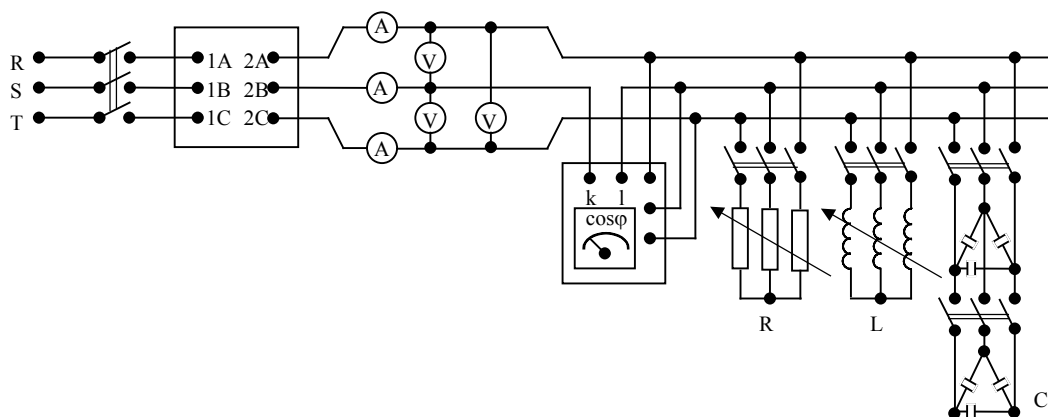 A
R 1A 2A V
S 1B 2B A
T 1C 2C V V
A
k l
cosφ
R L
C